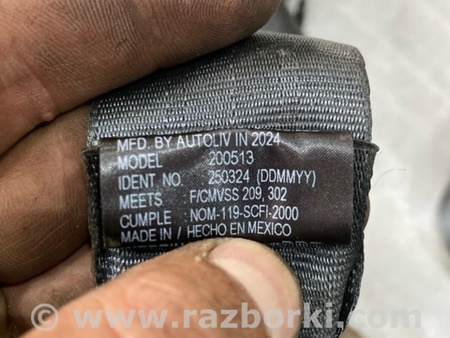 MFD. BY AUTOLIV IN 2024
MODEL 200513
IDENT. NO. 250324 (DDMMYY)
MEETS : F/CMVSS 209, 302
CUMPLE : NOM-119-SCFI-2000
MADE IN / HECHO EN MEXICO
© www.razborki.com